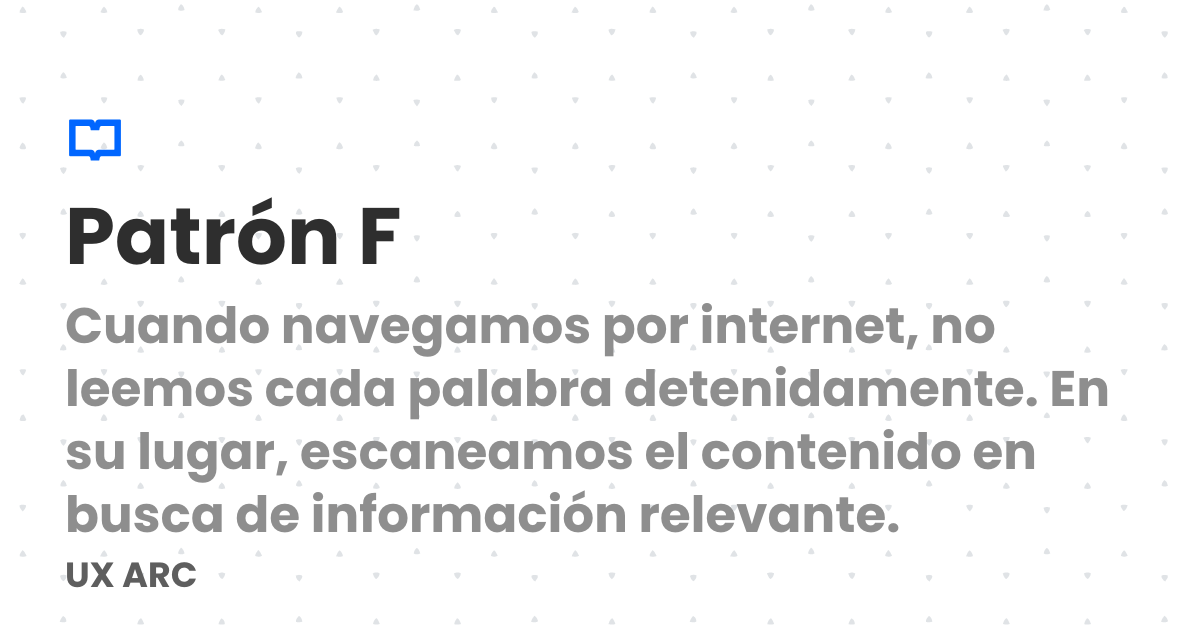 Patrón F
Cuando navegamos por internet, no
leemos cada palabra detenidamente. En
su lugar, escaneamos el contenido en
busca de información relevante.
UX ARC